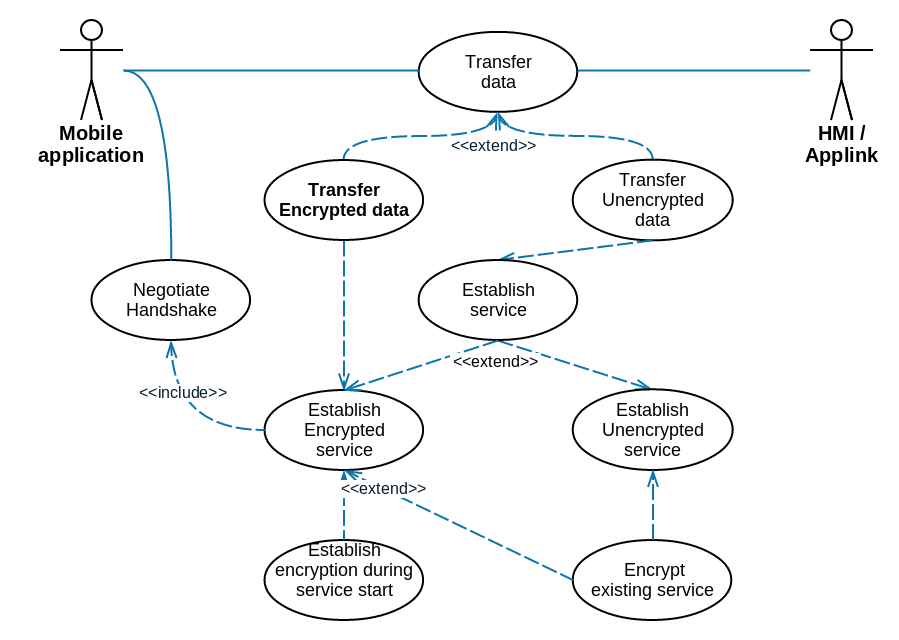 Transfer
data
Mobile
application
HMI /
Applink
<<extend>>
Transfer
Encrypted data
Transfer
Unencrypted
data
Negotiate
Handshake
Establish
service
<<extend>>
<<include>>
Establish
Encrypted
service
Establish
Unencrypted
service
<<extend>>
Establish
encryption during
service start
Encrypt
existing service